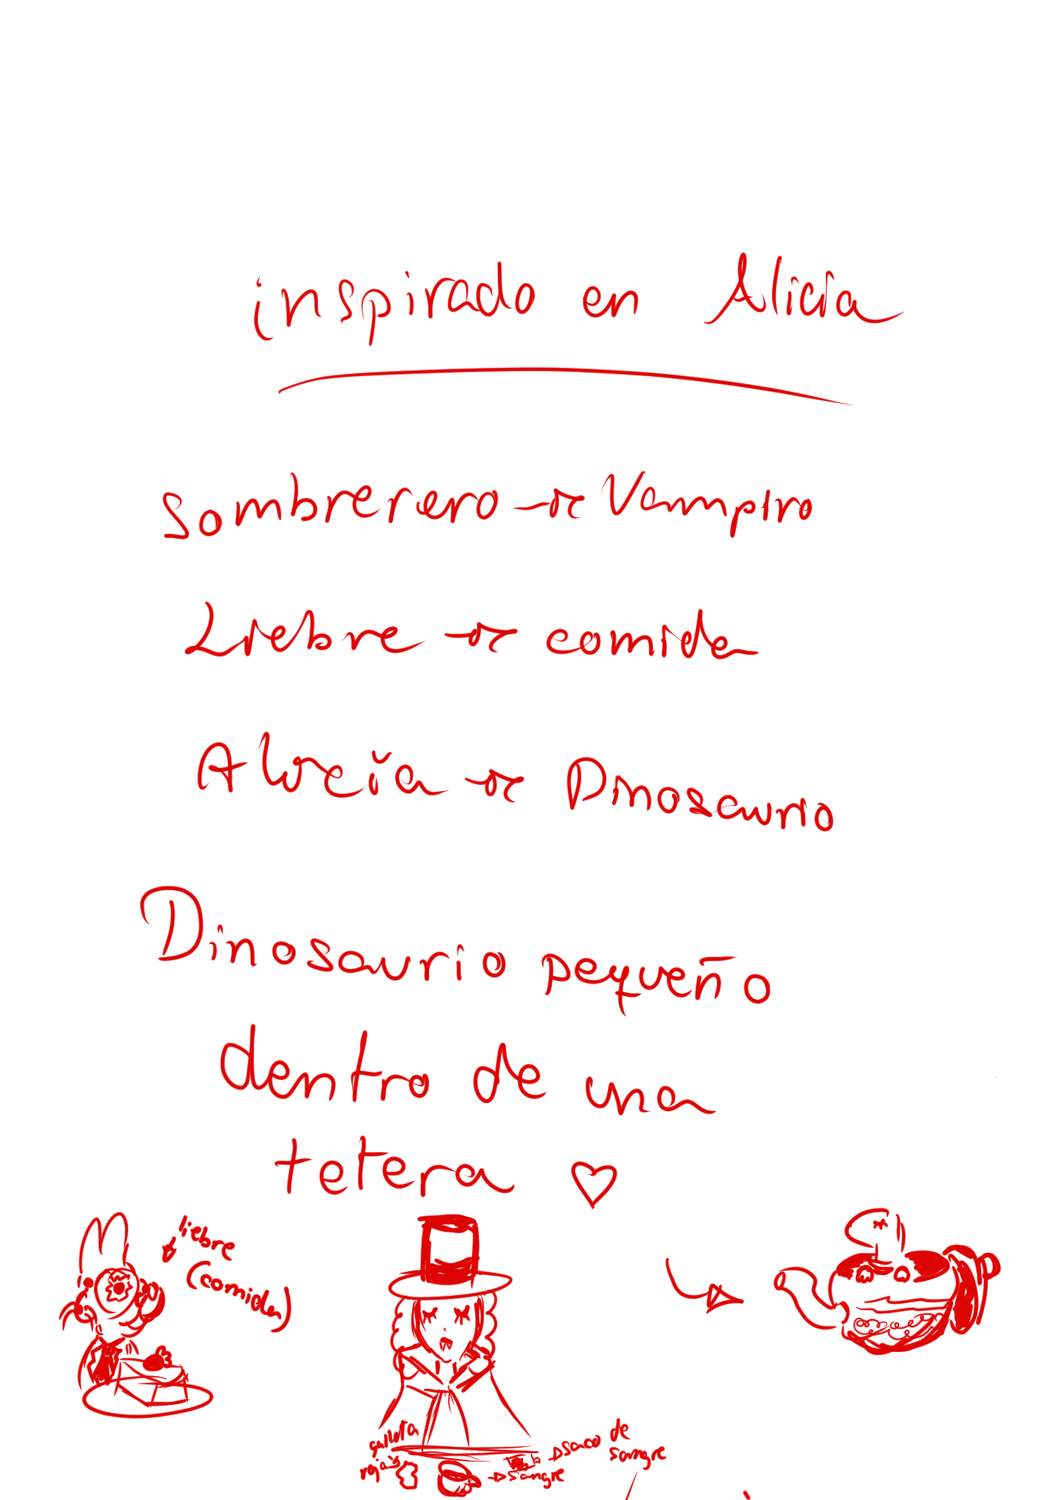 inspirado en Alicia
Sombrerero → Vampiro
Liebre → comida
Alicia → Dinosaurio
Dinosaurio pequeño
dentro de una
tetera ♡
liebre
(comida)
galleta
roja
sangre
saco de
sangre